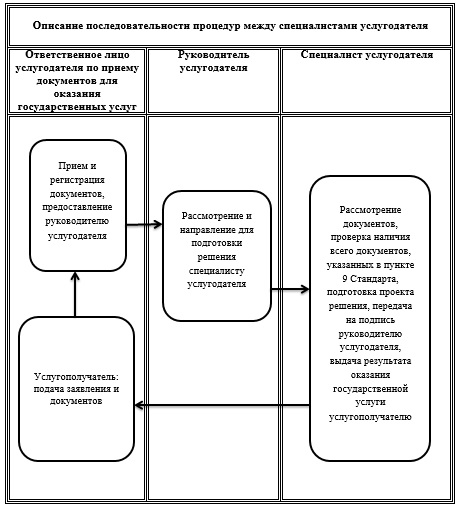 Описание последовательности процедур между специалистами услугодателя
Ответственное лицо
услугодателя по приему
документов для
оказания
государственных услуг
Руководитель
услугодателя
Специалист услугодателя
Прием и
регистрация
документов,
предоставление
руководителю
услугодателя
Рассмотрение и
направление для
подготовки
решения
специалисту
услугодателя
Рассмотрение
документов,
проверка наличия
всего документов,
указанных в пункте
9 Стандарта,
подготовка проекта
решения, передача
на подпись
руководителю
услугодателя,
выдача результата
оказания
государственной
услуги
услугополучателю
Услугополучатель:
подача заявления и
документов